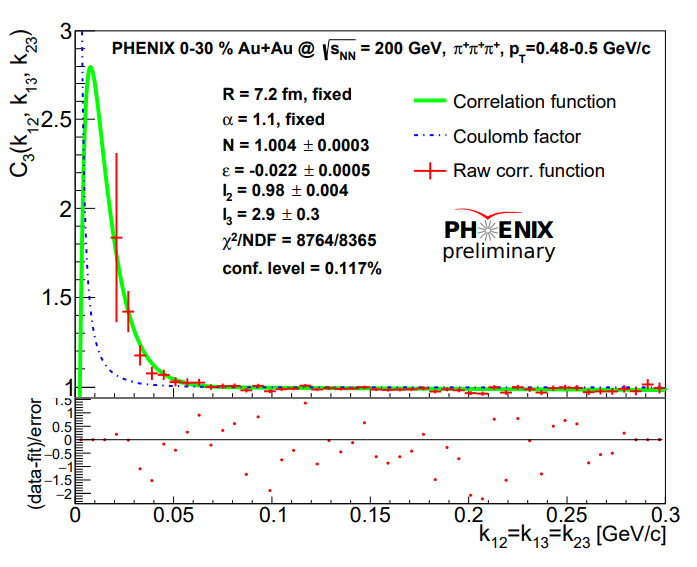 PHENIX 0-30 % Au+Au @ √s_NN = 200 GeV, π⁺π⁺π⁺, p_T=0.48-0.5 GeV/c
R = 7.2 fm, fixed
α = 1.1, fixed
N = 1.004 ± 0.0003
ε = -0.022 ± 0.0005
l₂ = 0.98 ± 0.004
l₃ = 2.9 ± 0.3
χ²/NDF = 8764/8365
conf. level = 0.117%
Correlation function
Coulomb factor
Raw corr. function
PHENIX
preliminary
C₃(k₁₂, k₁₃, k₂₃)
3
2.5
2
1.5
1
(data-fit)/error
1.5
1
0.5
0
−0.5
−1
−1.5
−2
0 0.05 0.1 0.15 0.2 0.25 0.3
k₁₂=k₁₃=k₂₃ [GeV/c]